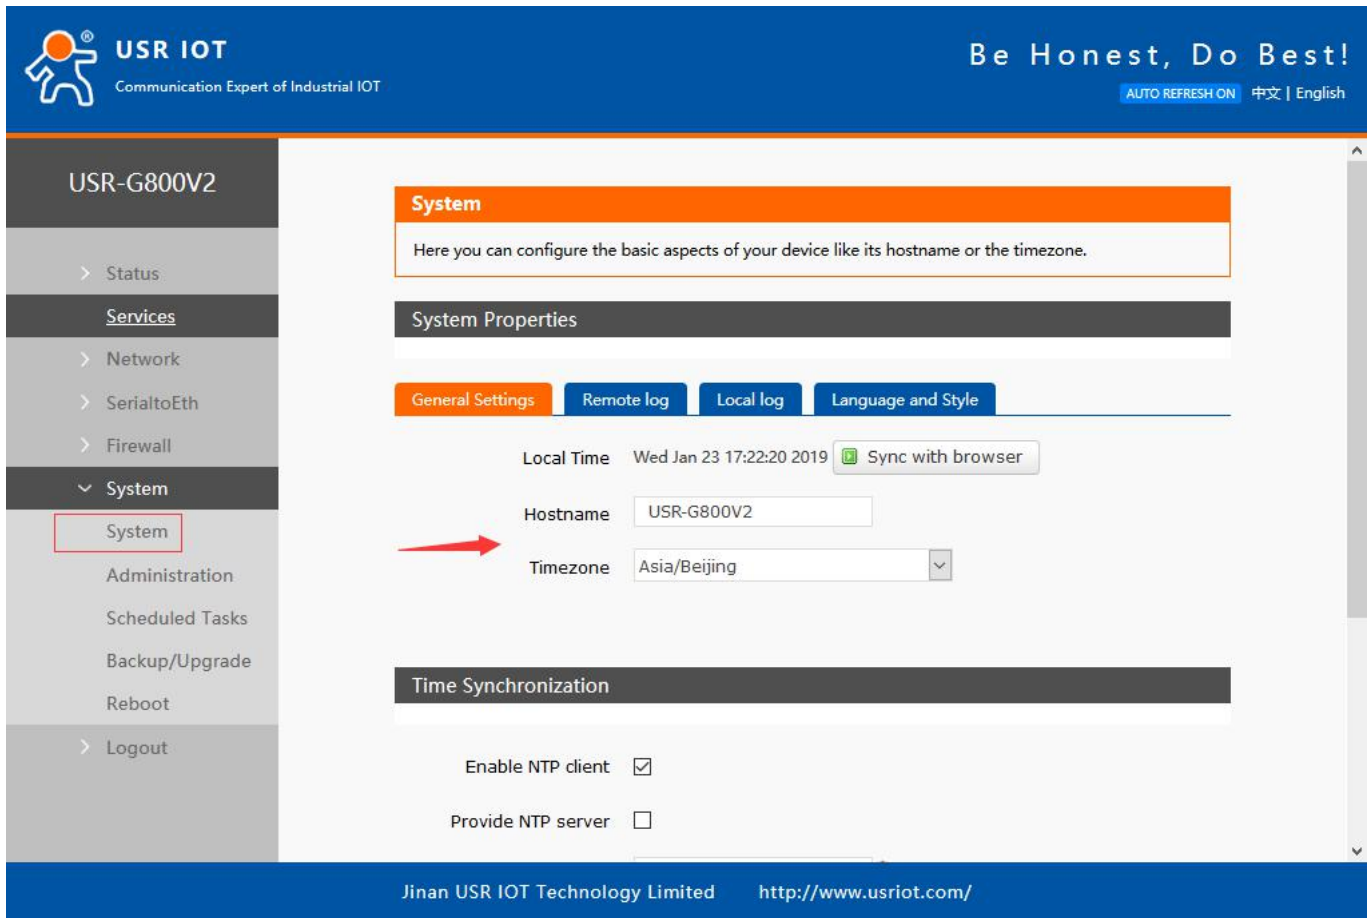 ®
USR IOT
Communication Expert of Industrial IOT
Be Honest, Do Best!
AUTO REFRESH ON 中文 | English
USR-G800V2
Status
Services
Network
SerialtoEth
Firewall
System
System
Administration
Scheduled Tasks
Backup/Upgrade
Reboot
Logout
System
Here you can configure the basic aspects of your device like its hostname or the timezone.
System Properties
General Settings Remote log Local log Language and Style
Local Time Wed Jan 23 17:22:20 2019 Sync with browser
Hostname USR-G800V2
Timezone Asia/Beijing
Time Synchronization
Enable NTP client
Provide NTP server
Jinan USR IOT Technology Limited http://www.usriot.com/